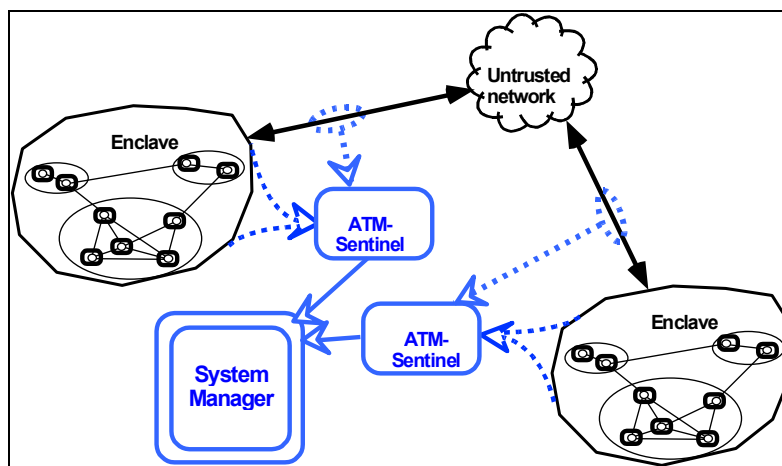 Untrusted
network
Enclave
ATM-
Sentinel
Enclave
ATM-
Sentinel
System
Manager